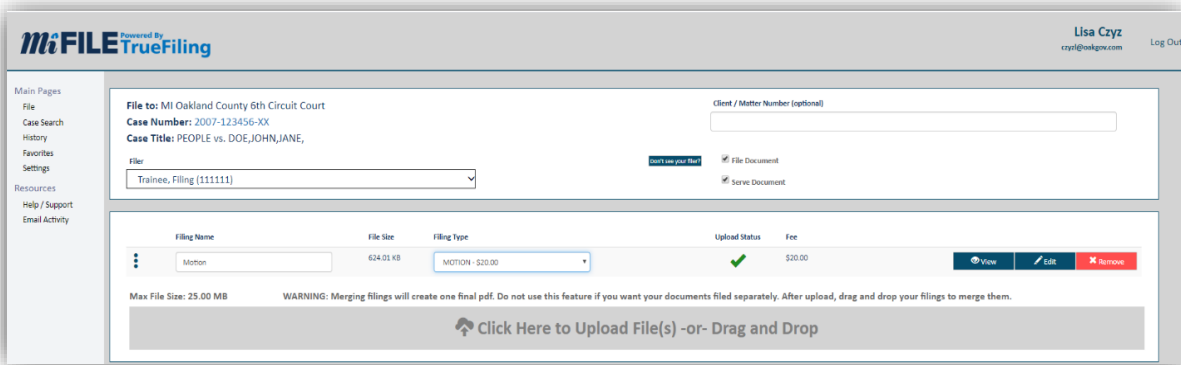 MiFILE Powered By TrueFiling
Lisa Czyz
czyzl@oakgov.com
Log Out
Main Pages
File
Case Search
History
Favorites
Settings
Resources
Help / Support
Email Activity
File to: MI Oakland County 6th Circuit Court
Case Number: 2007-123456-XX
Case Title: PEOPLE vs. DOE,JOHN,JANE,
Filer
Trainee, Filing (111111)
Don't see your filer?
Client / Matter Number (optional)
File Document
Serve Document
Filing Name File Size Filing Type Upload Status Fee
Motion 624.01 KB MOTION - $20.00 $20.00 View Edit Remove
Max File Size: 25.00 MB WARNING: Merging filings will create one final pdf. Do not use this feature if you want your documents filed separately. After upload, drag and drop your filings to merge them.
Click Here to Upload File(s) -or- Drag and Drop